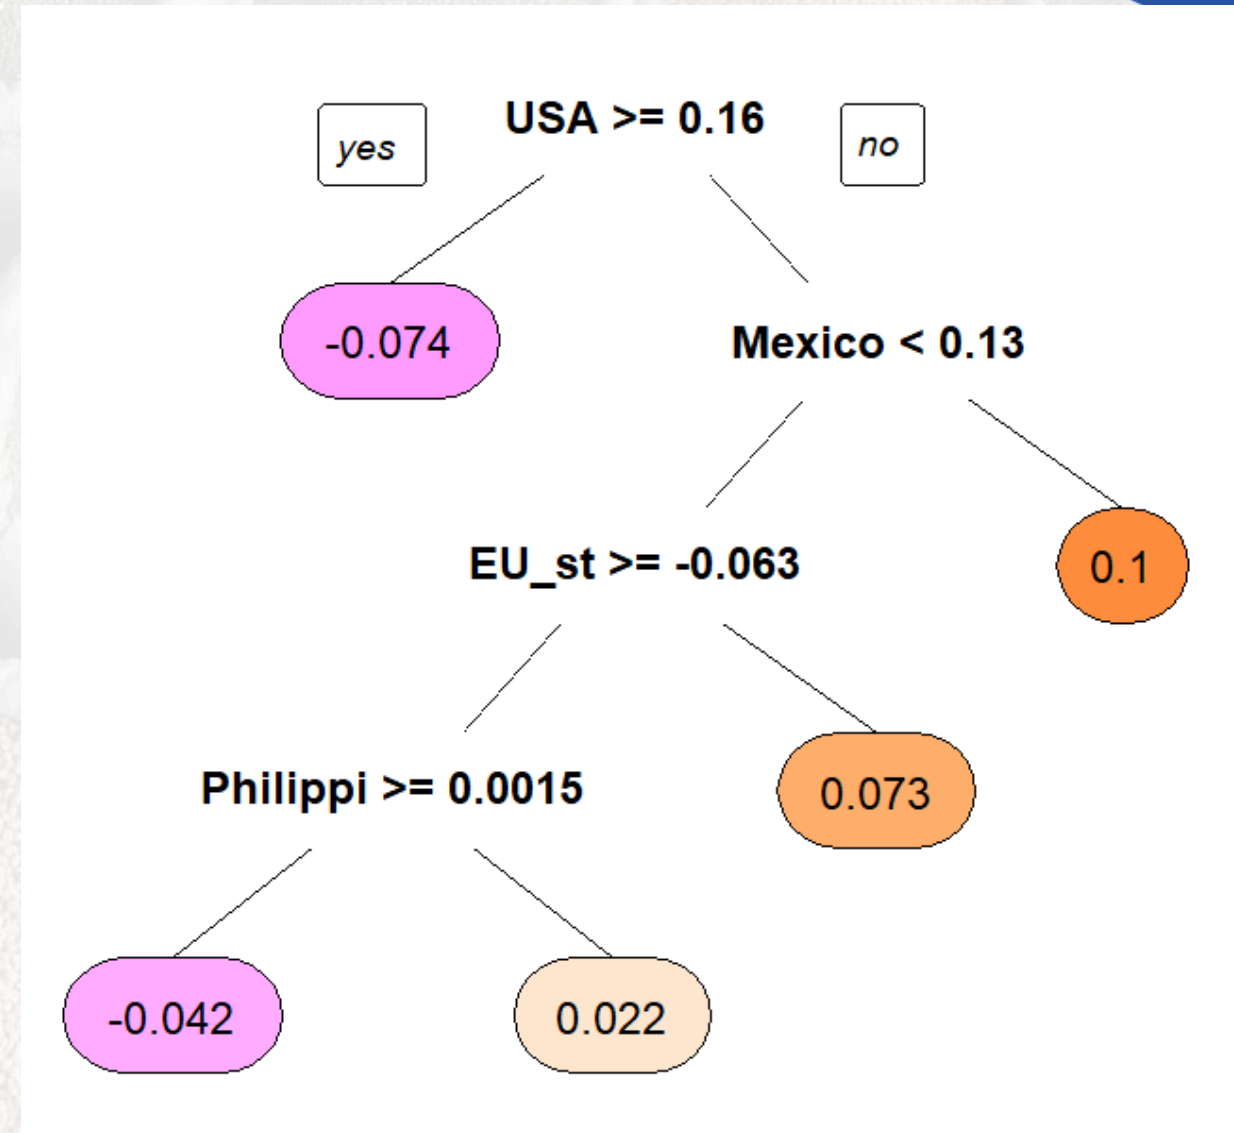 USA >= 0.16
yes
no
-0.074
Mexico < 0.13
EU_st >= -0.063
0.1
Philippi >= 0.0015
0.073
-0.042
0.022